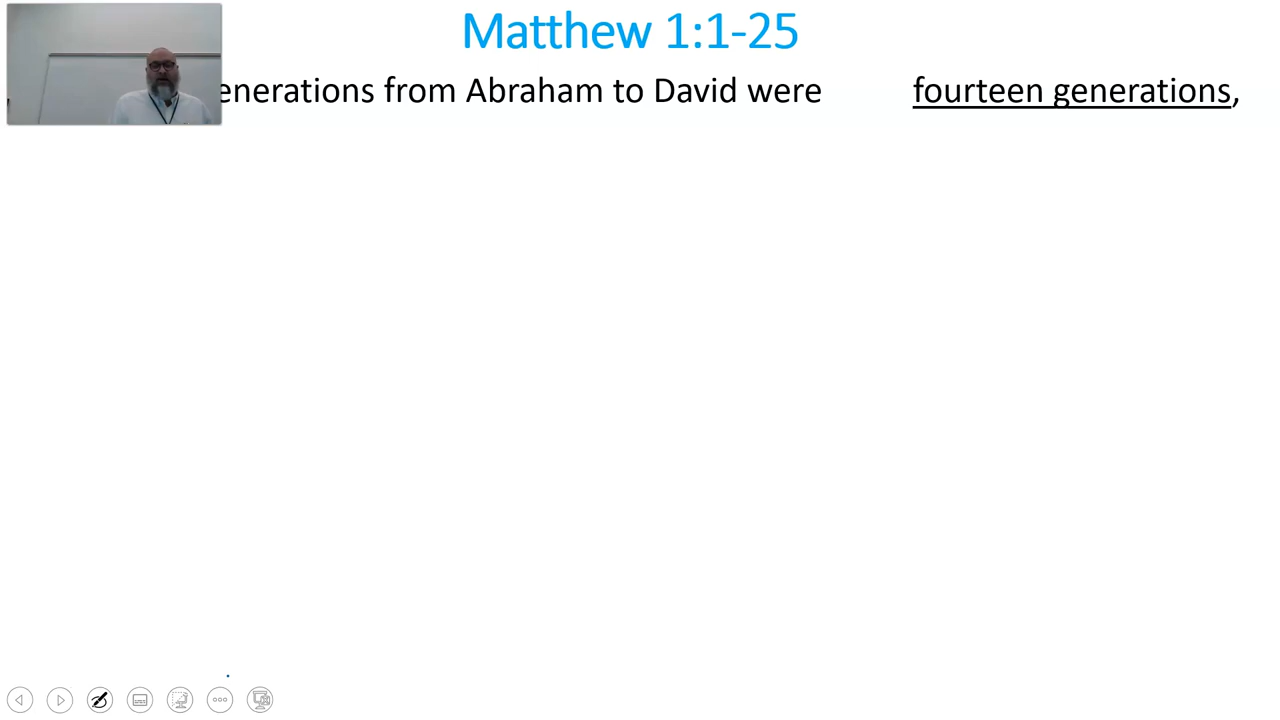 Matthew 1:1-25
enerations from Abraham to David were fourteen generations,